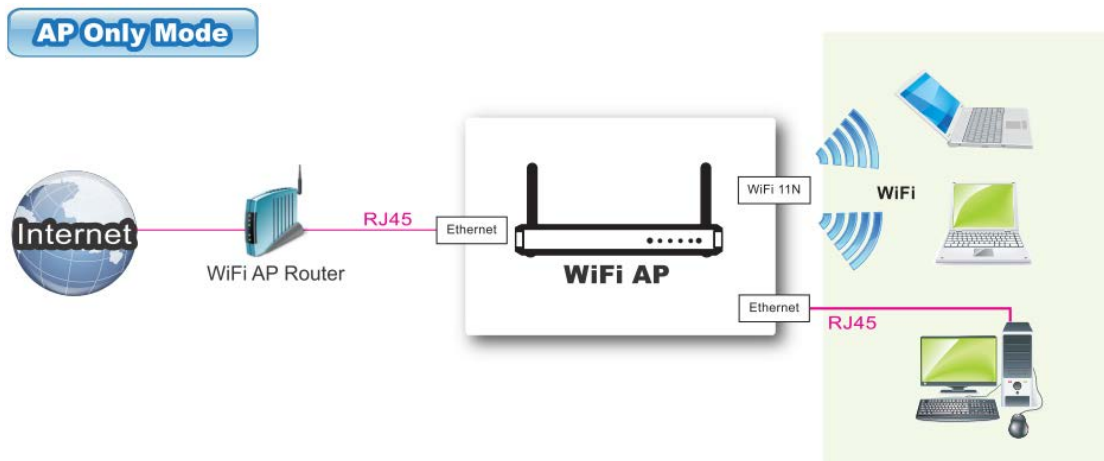 AP Only Mode
Internet
WiFi AP Router
RJ45
Ethernet
WiFi AP
WiFi 11N
WiFi
Ethernet
RJ45